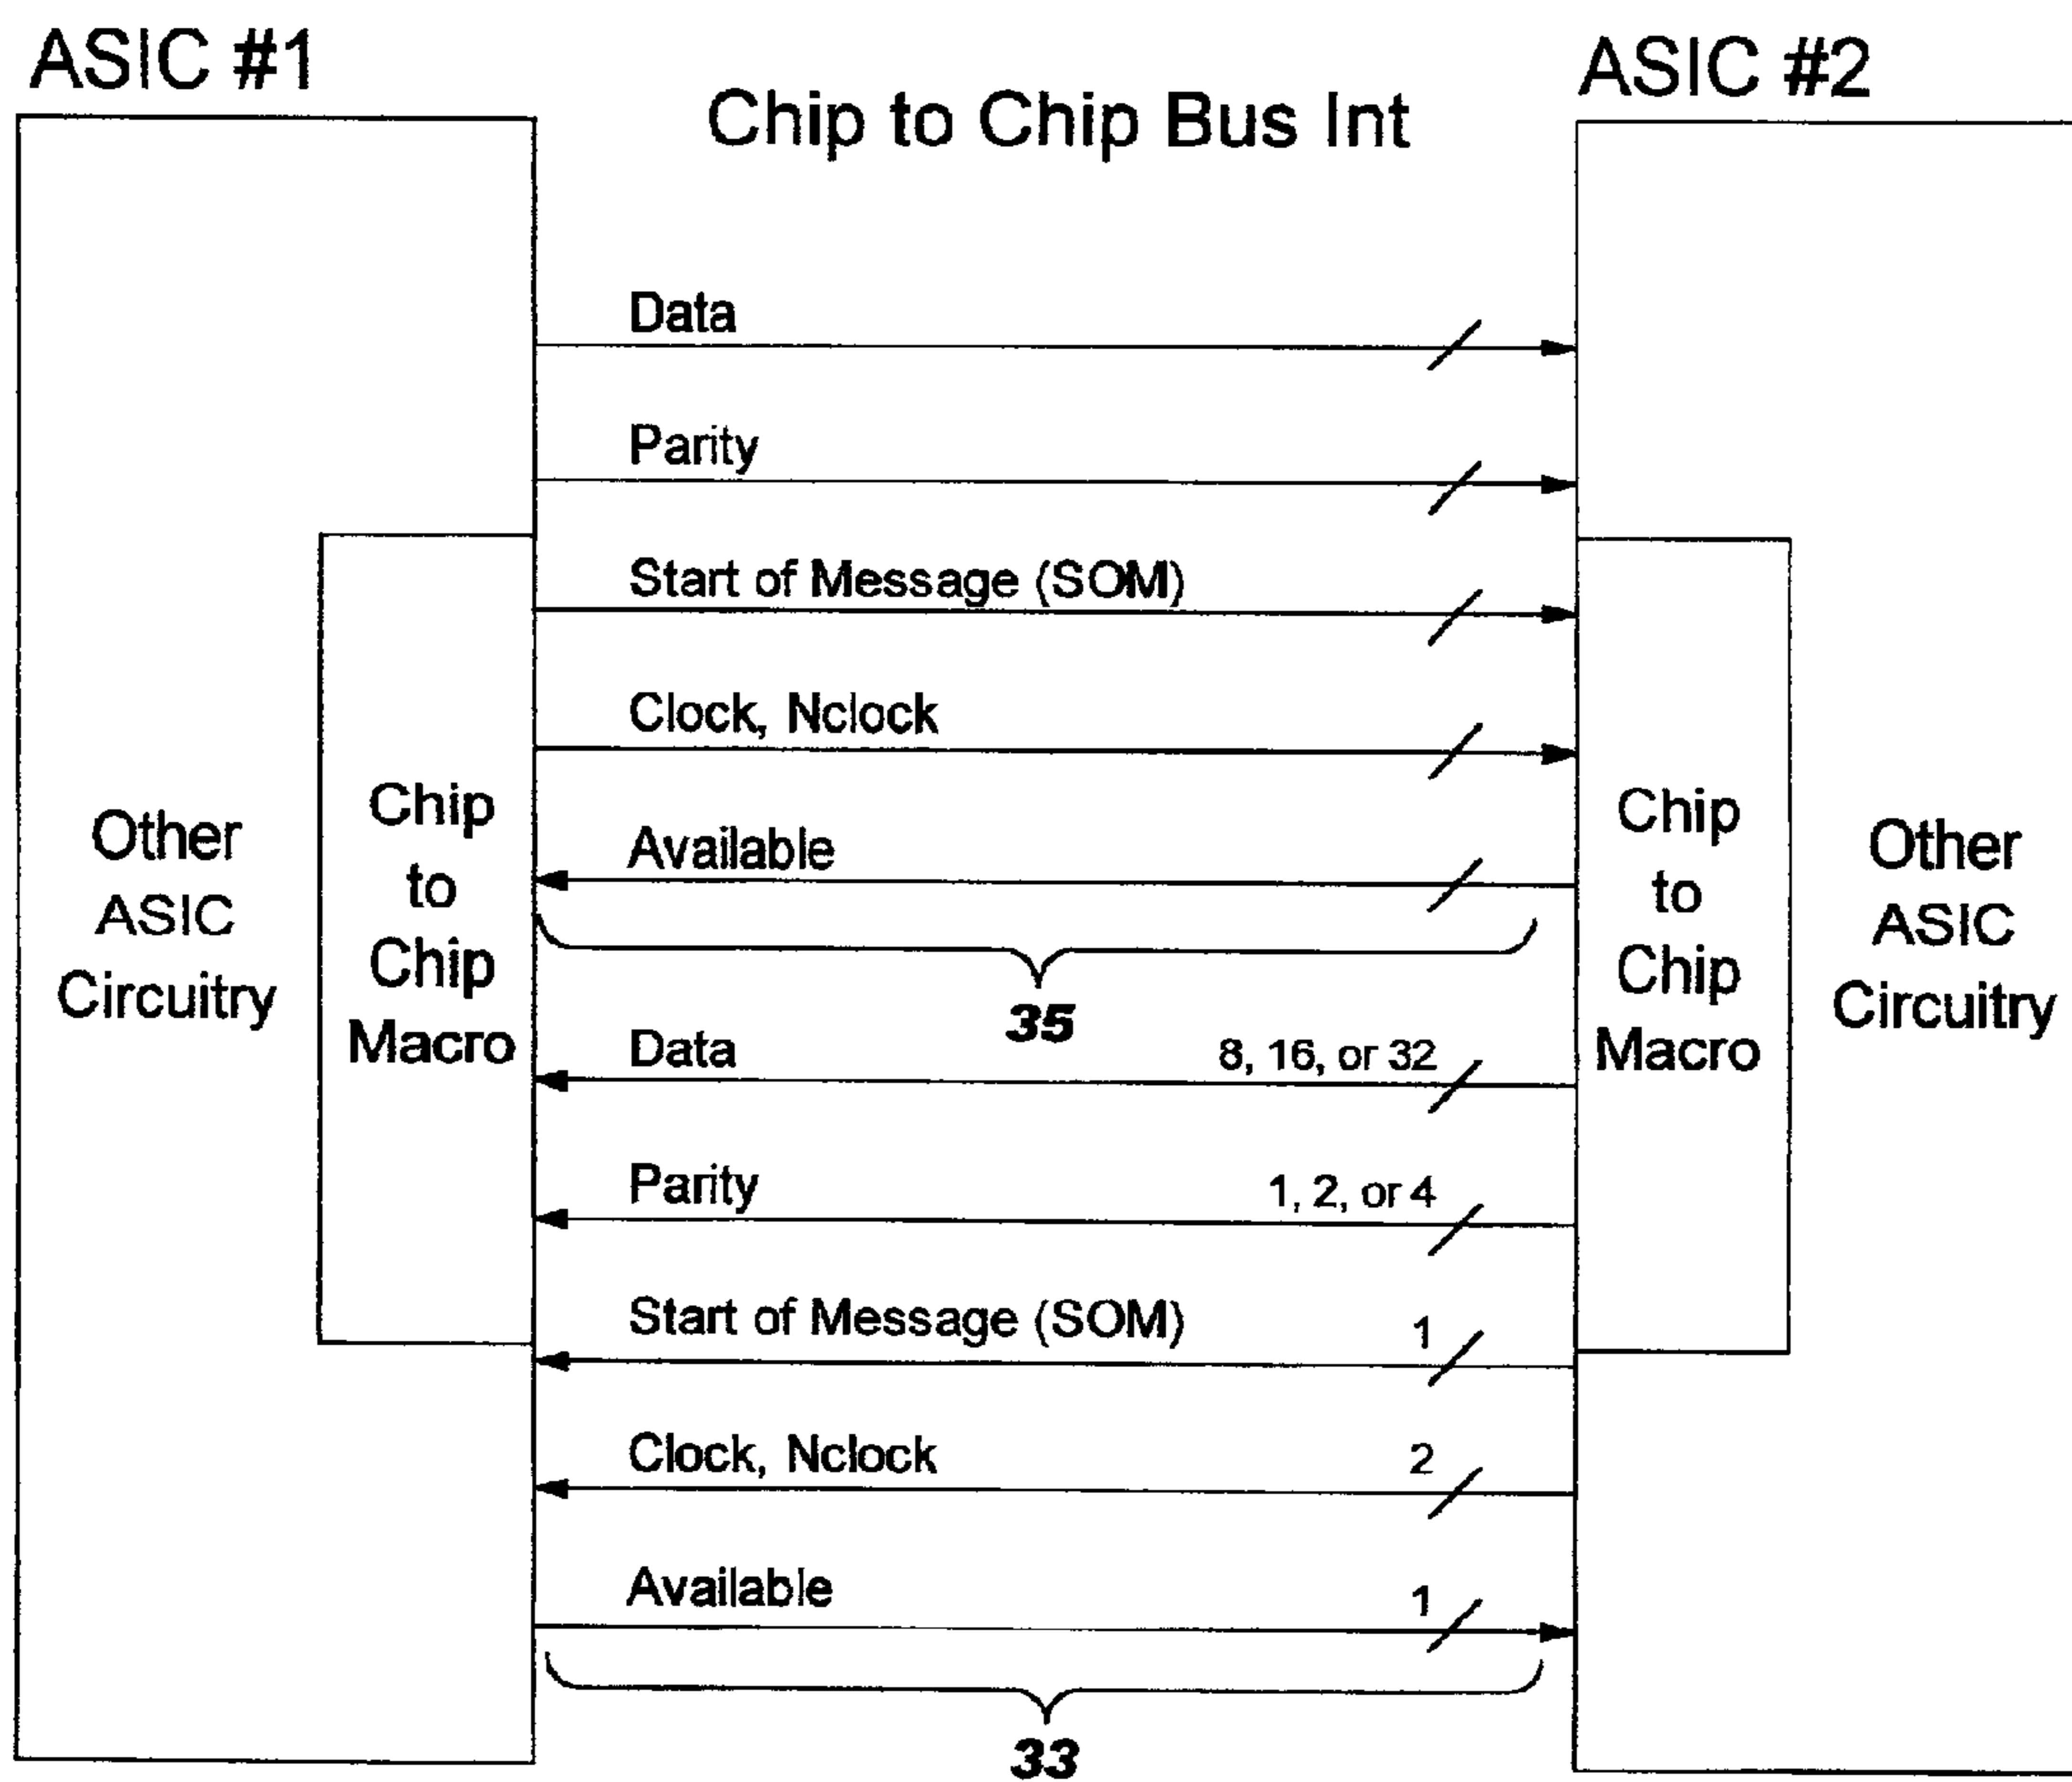 ASIC #1
Chip to Chip Bus Int
ASIC #2
Data
Parity
Start of Message (SOM)
Clock, Nclock
Available
35
Other
ASIC
Circuitry
Chip
to
Chip
Macro
Chip
to
Chip
Macro
Other
ASIC
Circuitry
Data 8, 16, or 32
Parity 1, 2, or 4
Start of Message (SOM) 1
Clock, Nclock 2
Available 1
33